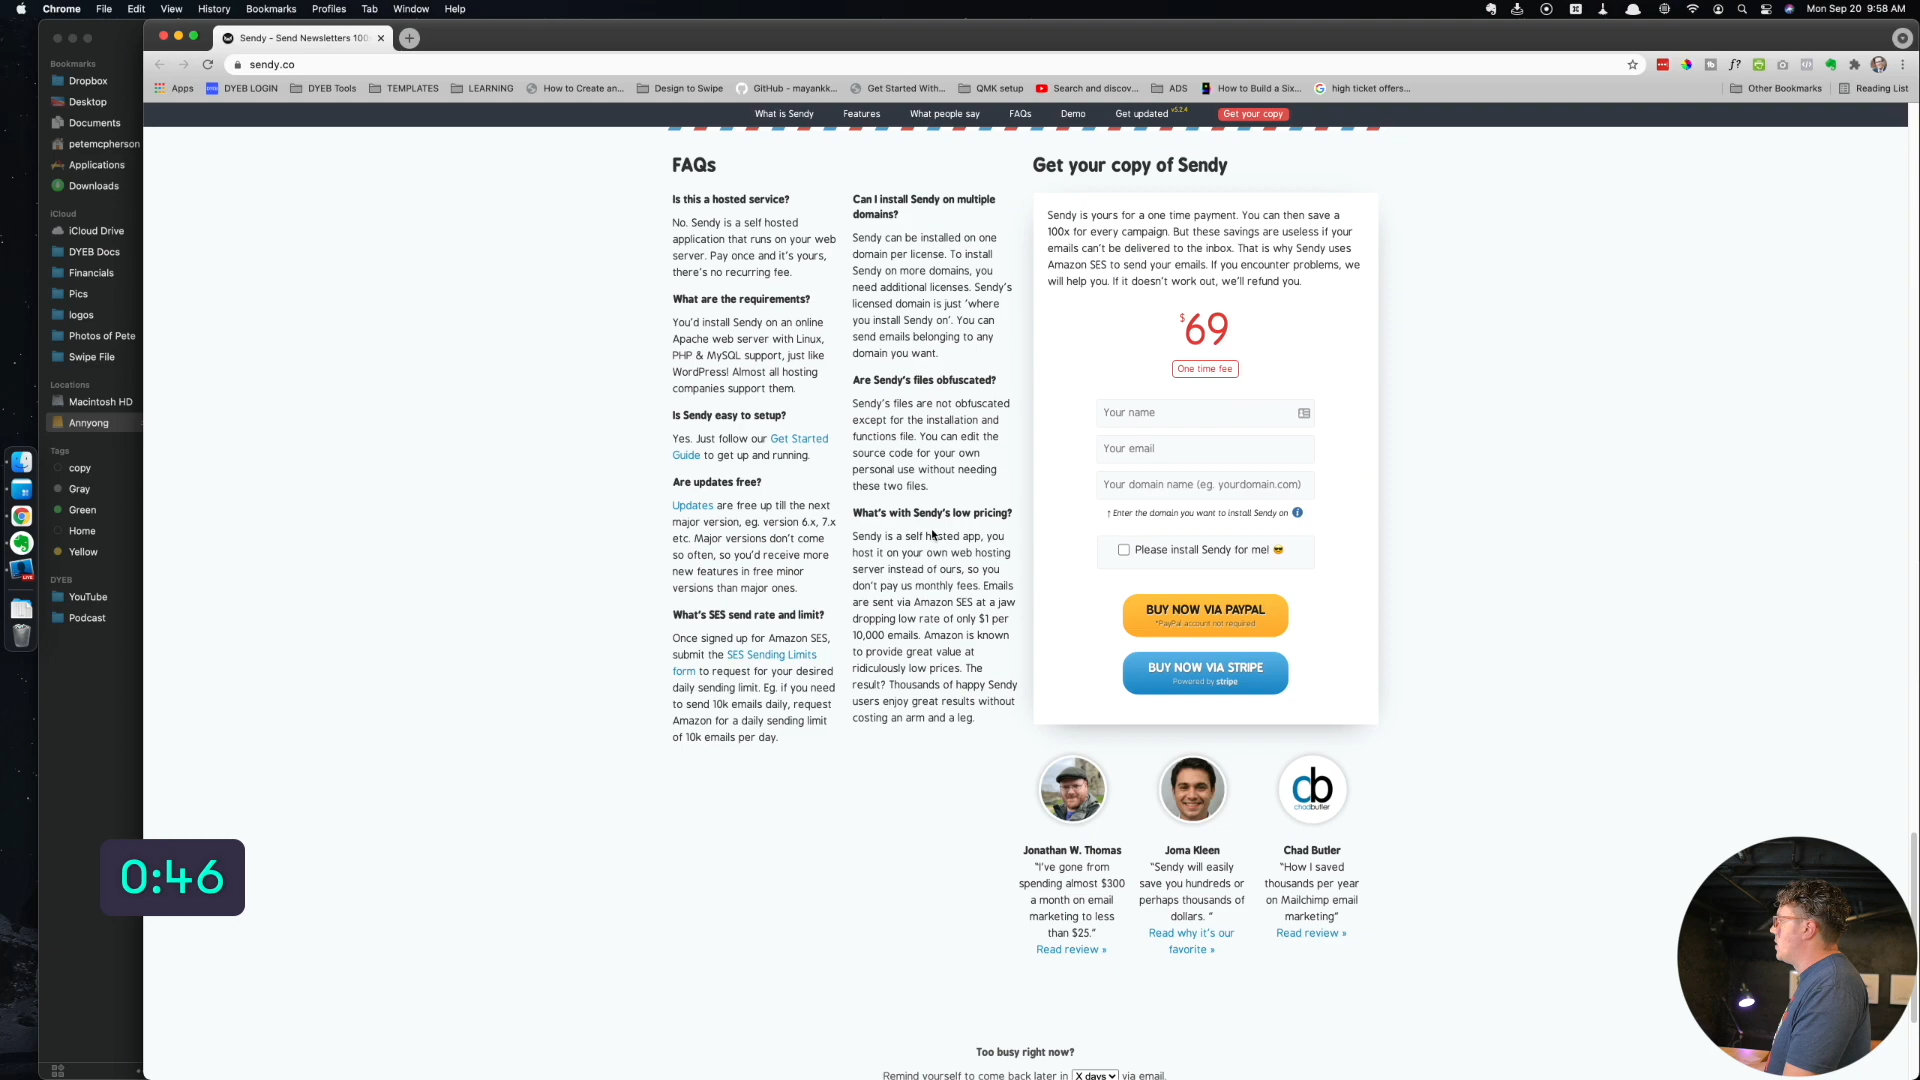 Chrome File Edit View History Bookmarks Profiles Tab Window Help
Mon Sep 20 9:58 AM
Sendy - Send Newsletters 100
sendy.co
Apps DYEB LOGIN DYEB Tools TEMPLATES LEARNING How to Create an... Design to Swipe GitHub - mayankk... Get Started With... QMK setup Search and discov... ADS How to Build a Six... high ticket offers... Other Bookmarks Reading List
Bookmarks
Dropbox
Desktop
Documents
petemcpherson
Applications
Downloads
iCloud
iCloud Drive
DYEB Docs
Financials
Pics
logos
Photos of Pete
Swipe File
Locations
Macintosh HD
Annyong
Tags
copy
Gray
Green
Home
Yellow
DYEB
YouTube
Podcast
0:46
What is Sendy Features What people say FAQs Demo Get updated v5.2.4 Get your copy
FAQs
Is this a hosted service?
No. Sendy is a self hosted
application that runs on your web
server. Pay once and it's yours,
there's no recurring fee.
What are the requirements?
You'd install Sendy on an online
Apache web server with Linux,
PHP & MySQL support, just like
WordPress! Almost all hosting
companies support them.
Is Sendy easy to setup?
Yes. Just follow our Get Started
Guide to get up and running.
Are updates free?
Updates are free up till the next
major version, eg. version 6.x, 7.x
etc. Major versions don't come
so often, so you'd receive more
new features in free minor
versions than major ones.
What's SES send rate and limit?
Once signed up for Amazon SES,
submit the SES Sending Limits
form to request for your desired
daily sending limit. Eg. if you need
to send 10k emails daily, request
Amazon for a daily sending limit
of 10k emails per day.
Can I install Sendy on multiple
domains?
Sendy can be installed on one
domain per license. To install
Sendy on more domains, you
need additional licenses. Sendy's
licensed domain is just 'where
you install Sendy on'. You can
send emails belonging to any
domain you want.
Are Sendy's files obfuscated?
Sendy's files are not obfuscated
except for the installation and
functions file. You can edit the
source code for your own
personal use without needing
these two files.
What's with Sendy's low pricing?
Sendy is a self hosted app, you
host it on your own web hosting
server instead of ours, so you
don't pay us monthly fees. Emails
are sent via Amazon SES at a jaw
dropping low rate of only $1 per
10,000 emails. Amazon is known
to provide great value at
ridiculously low prices. The
result? Thousands of happy Sendy
users enjoy great results without
costing an arm and a leg.
Get your copy of Sendy
Sendy is yours for a one time payment. You can then save a
100x for every campaign. But these savings are useless if your
emails can't be delivered to the inbox. That is why Sendy uses
Amazon SES to send your emails. If you encounter problems, we
will help you. If it doesn't work out, we'll refund you.
$69
One time fee
Your name
Your email
Your domain name (eg. yourdomain.com)
↑ Enter the domain you want to install Sendy on
Please install Sendy for me! 😎
BUY NOW VIA PAYPAL
*PayPal account not required
BUY NOW VIA STRIPE
Powered by stripe
cb
chadbutler
Jonathan W. Thomas
"I've gone from
spending almost $300
a month on email
marketing to less
than $25."
Read review »
Joma Kleen
"Sendy will easily
save you hundreds or
perhaps thousands of
dollars. "
Read why it's our
favorite »
Chad Butler
"How I saved
thousands per year
on Mailchimp email
marketing"
Read review »
Too busy right now?
Remind yourself to come back later in X days via email.